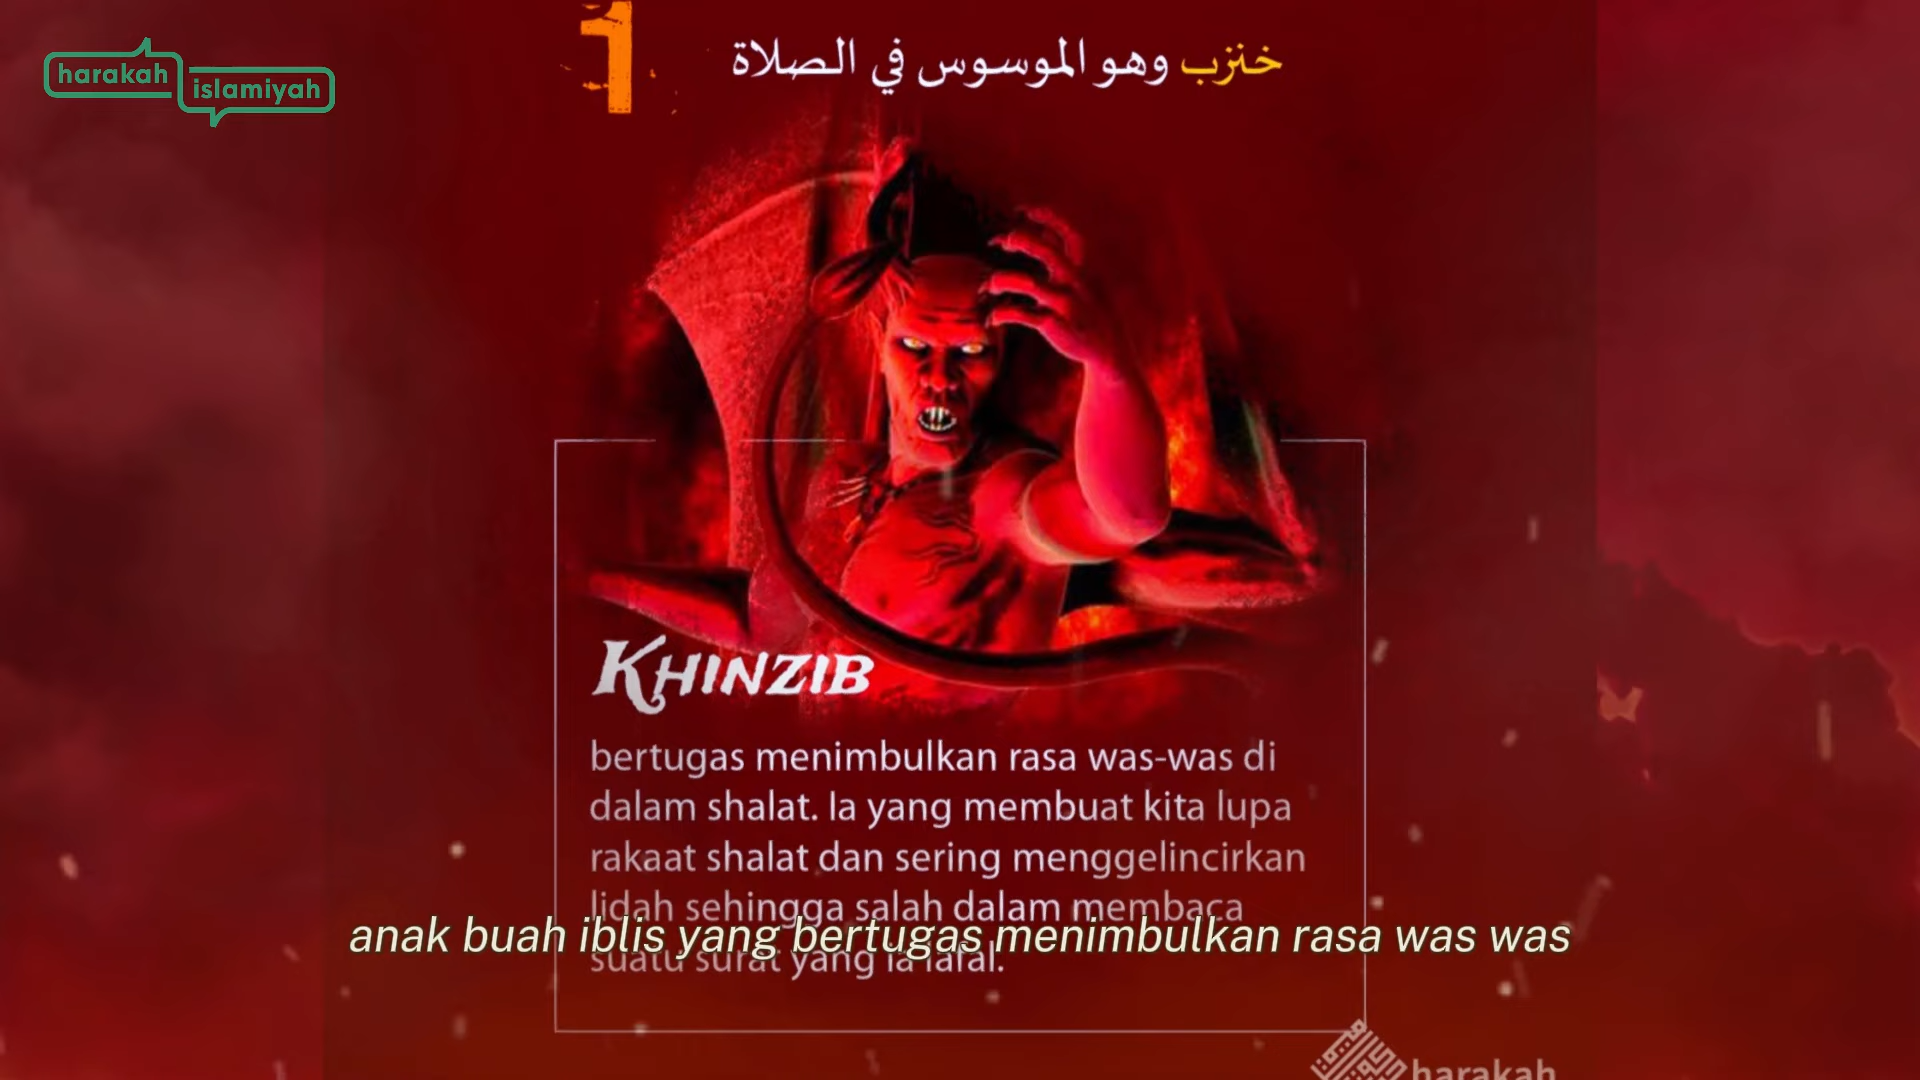 harakah
islamiyah
1
خنزب وهو الموسوس في الصلاة
KHINZIB
bertugas menimbulkan rasa was-was di
dalam shalat. Ia yang membuat kita lupa
rakaat shalat dan sering menggelincirkan
lidah sehingga salah dalam membaca
suatu surat yang ia lafal.
anak buah iblis yang bertugas menimbulkan rasa was was
harakah